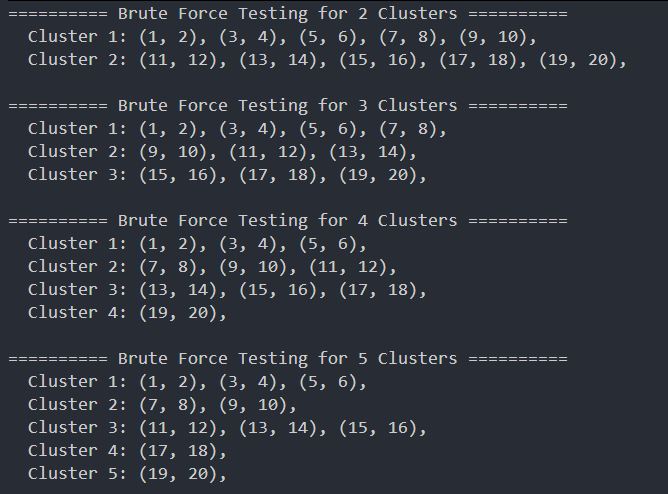 ========== Brute Force Testing for 2 Clusters ==========
  Cluster 1: (1, 2), (3, 4), (5, 6), (7, 8), (9, 10),
  Cluster 2: (11, 12), (13, 14), (15, 16), (17, 18), (19, 20),

========== Brute Force Testing for 3 Clusters ==========
  Cluster 1: (1, 2), (3, 4), (5, 6), (7, 8),
  Cluster 2: (9, 10), (11, 12), (13, 14),
  Cluster 3: (15, 16), (17, 18), (19, 20),

========== Brute Force Testing for 4 Clusters ==========
  Cluster 1: (1, 2), (3, 4), (5, 6),
  Cluster 2: (7, 8), (9, 10), (11, 12),
  Cluster 3: (13, 14), (15, 16), (17, 18),
  Cluster 4: (19, 20),

========== Brute Force Testing for 5 Clusters ==========
  Cluster 1: (1, 2), (3, 4), (5, 6),
  Cluster 2: (7, 8), (9, 10),
  Cluster 3: (11, 12), (13, 14), (15, 16),
  Cluster 4: (17, 18),
  Cluster 5: (19, 20),